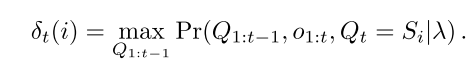 δ_t(i) = max_{Q_{1:t−1}} Pr(Q_{1:t−1}, o_{1:t}, Q_t = S_i|λ) .